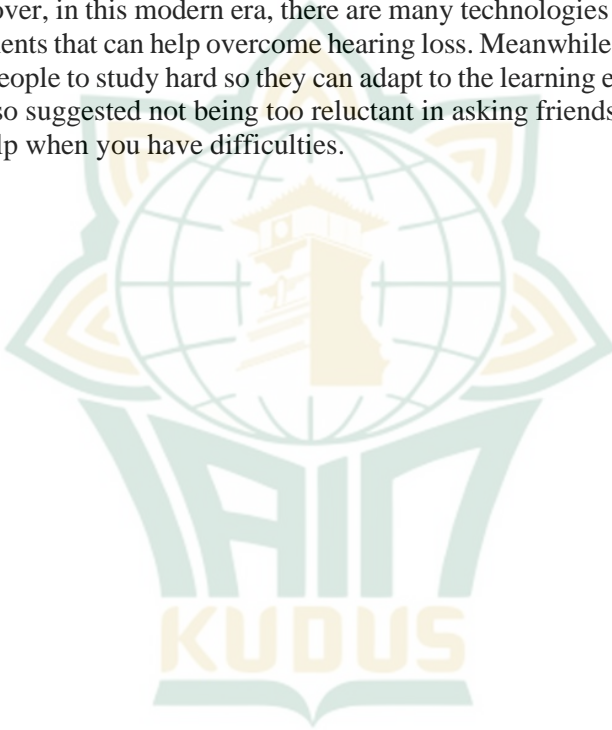 over, in this modern era, there are many technologies
ents that can help overcome hearing loss. Meanwhile
eople to study hard so they can adapt to the learning e
so suggested not being too reluctant in asking friends
lp when you have difficulties.
IAIN
KUDUS